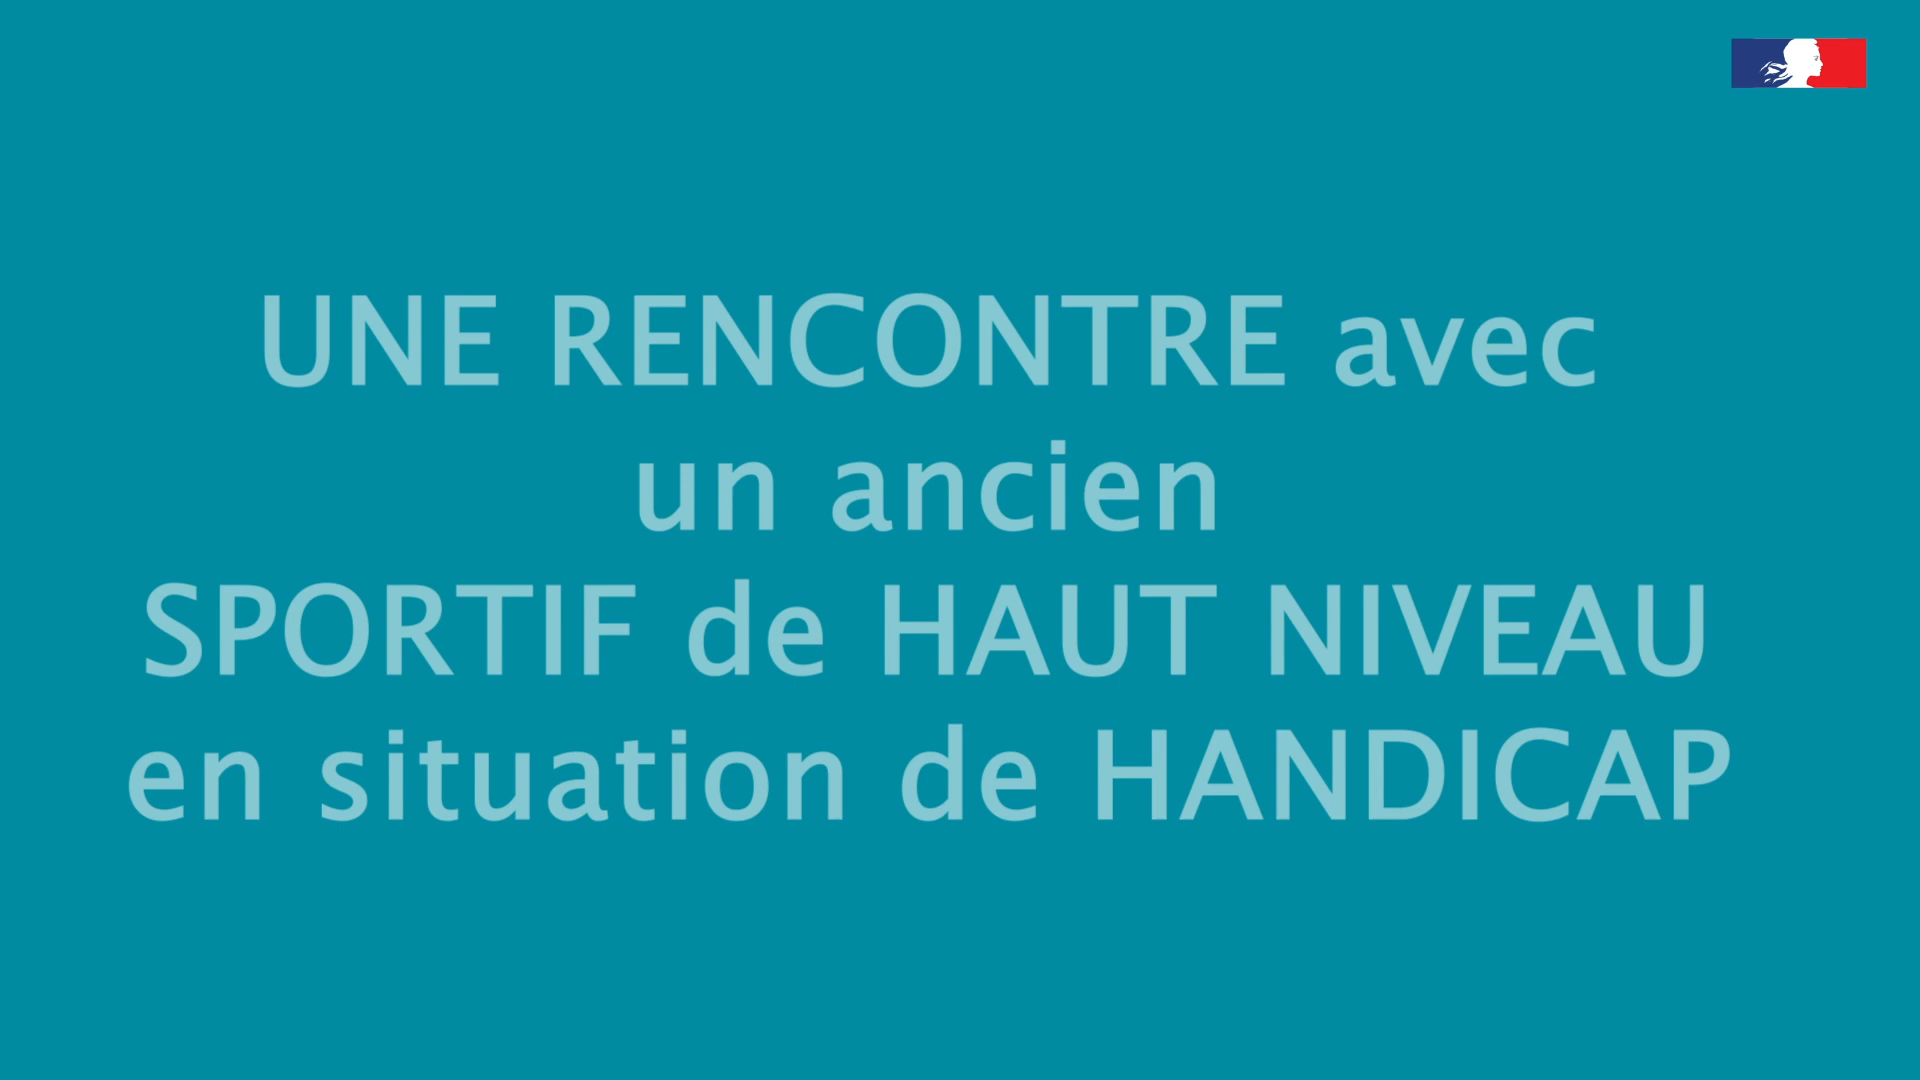 UNE RENCONTRE avec
un ancien
SPORTIF de HAUT NIVEAU
en situation de HANDICAP